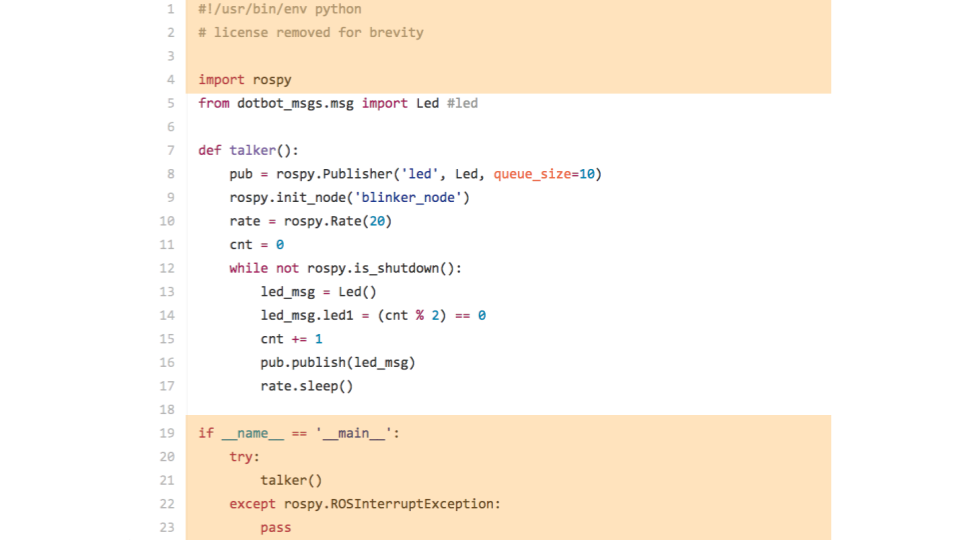 1 #!/usr/bin/env python
2 # license removed for brevity
3
4 import rospy
5 from dotbot_msgs.msg import Led #led
6
7 def talker():
8     pub = rospy.Publisher('led', Led, queue_size=10)
9     rospy.init_node('blinker_node')
10     rate = rospy.Rate(20)
11     cnt = 0
12     while not rospy.is_shutdown():
13         led_msg = Led()
14         led_msg.led1 = (cnt % 2) == 0
15         cnt += 1
16         pub.publish(led_msg)
17         rate.sleep()
18
19 if __name__ == '__main__':
20     try:
21         talker()
22     except rospy.ROSInterruptException:
23         pass